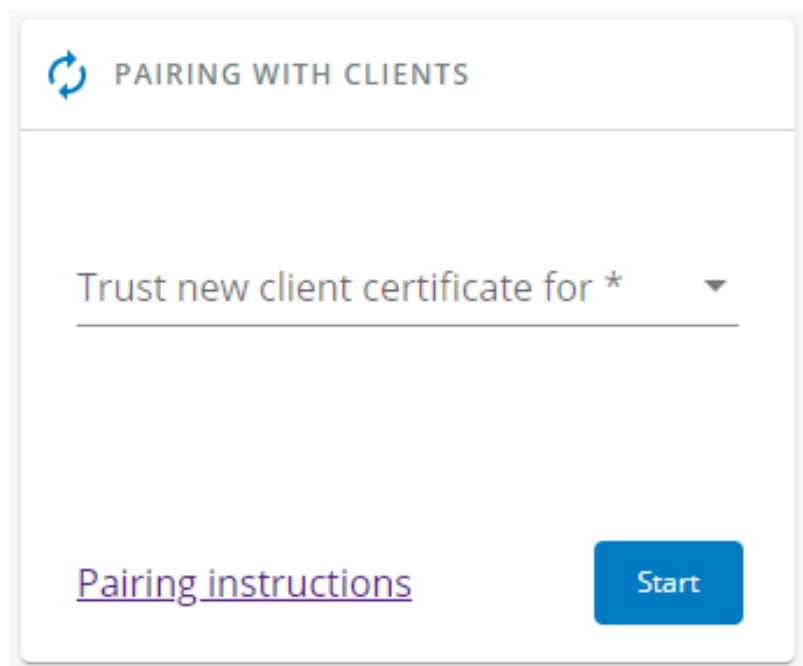 PAIRING WITH CLIENTS
Trust new client certificate for *
Pairing instructions
Start